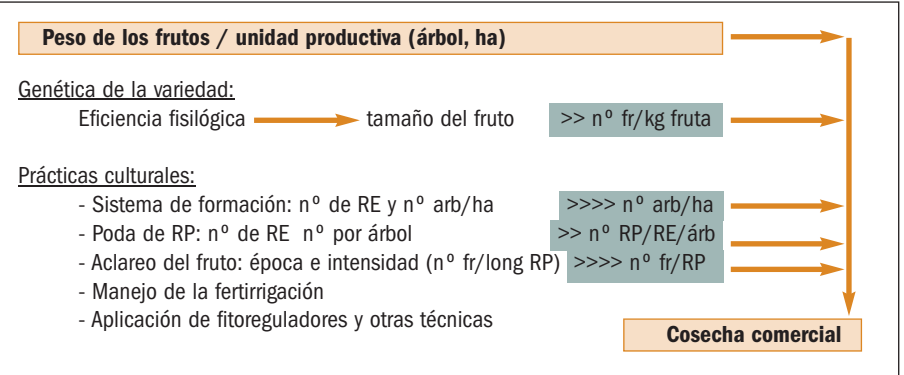 Peso de los frutos / unidad productiva (árbol, ha)
Genética de la variedad:
Eficiencia fisilógica tamaño del fruto >> nº fr/kg fruta
Prácticas culturales:
- Sistema de formación: nº de RE y nº arb/ha >>>> nº arb/ha
- Poda de RP: nº de RE nº por árbol >> nº RP/RE/árb
- Aclareo del fruto: época e intensidad (nº fr/long RP) >>>> nº fr/RP
- Manejo de la fertirrigación
- Aplicación de fitoreguladores y otras técnicas
Cosecha comercial